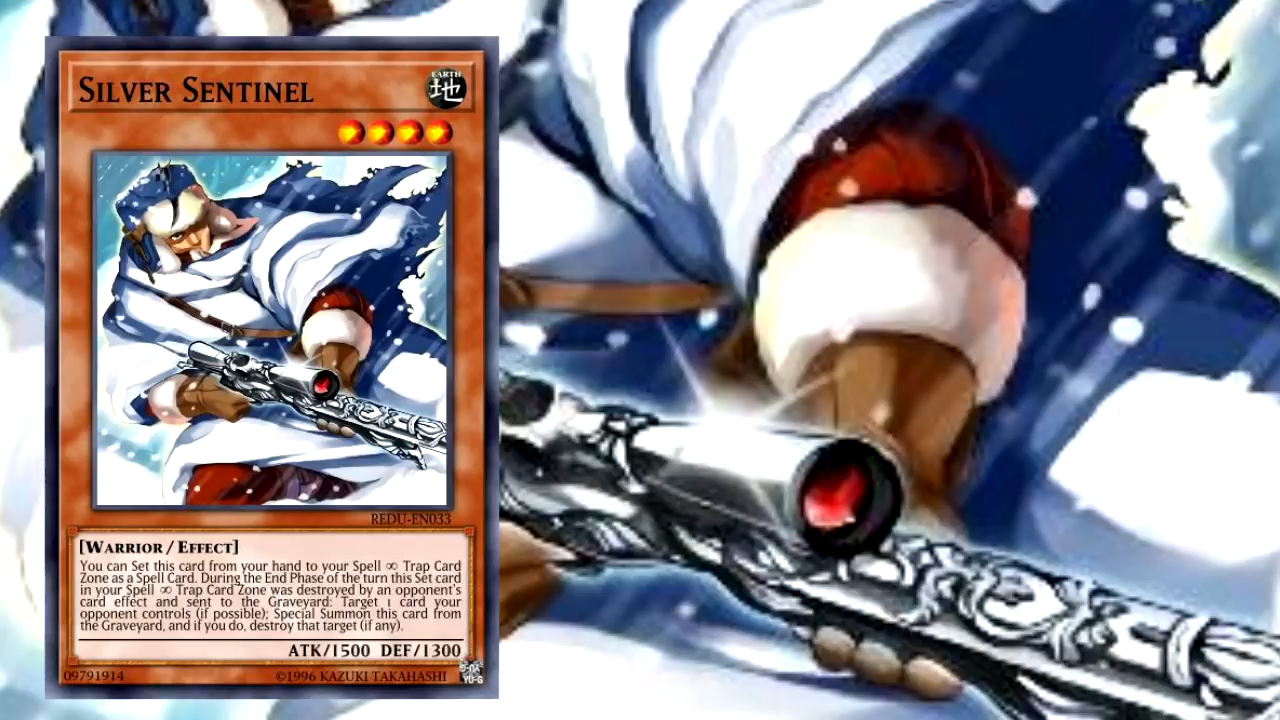 SILVER SENTINEL
EARTH
地
REDU-EN033
[WARRIOR / EFFECT]
You can Set this card from your hand to your Spell ∞ Trap Card
Zone as a Spell Card. During the End Phase of the turn this Set card
in your Spell ∞ Trap Card Zone was destroyed by an opponent's
card effect and sent to the Graveyard: Target 1 card your
opponent controls (if possible); Special Summon this card from
the Graveyard, and if you do, destroy that target (if any).
ATK/1500 DEF/1300
09791914
©1996 KAZUKI TAKAHASHI